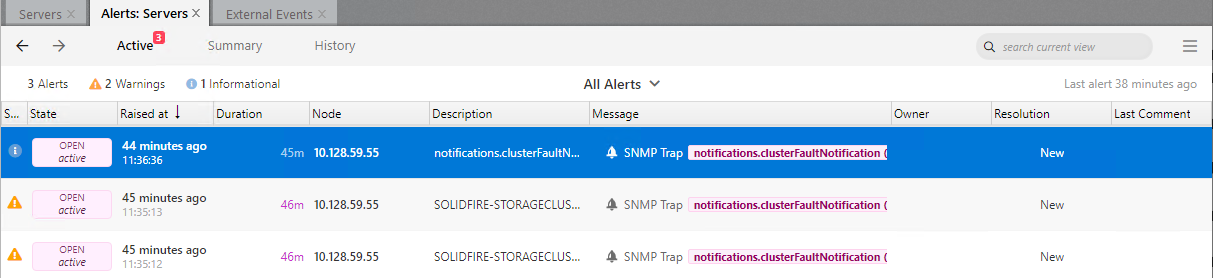 Servers X Alerts: Servers X External Events X
Active 3 Summary History search current view
3 Alerts 2 Warnings 1 Informational All Alerts Last alert 38 minutes ago
S... State Raised at Duration Node Description Message Owner Resolution Last Comment
OPEN active 44 minutes ago 11:36:36 45m 10.128.59.55 notifications.clusterFaultN... SNMP Trap notifications.clusterFaultNotification ( New
OPEN active 45 minutes ago 11:35:13 46m 10.128.59.55 SOLIDFIRE-STORAGECLUS... SNMP Trap notifications.clusterFaultNotification ( New
OPEN active 45 minutes ago 11:35:12 46m 10.128.59.55 SOLIDFIRE-STORAGECLUS... SNMP Trap notifications.clusterFaultNotification ( New